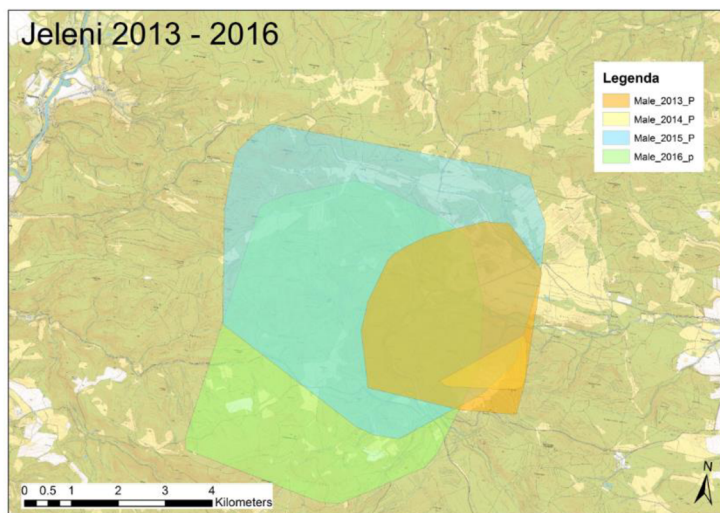 Jeleni 2013 - 2016
Legenda
Male_2013_P
Male_2014_P
Male_2015_P
Male_2016_p
N
0 0.5 1 2 3 4
Kilometers